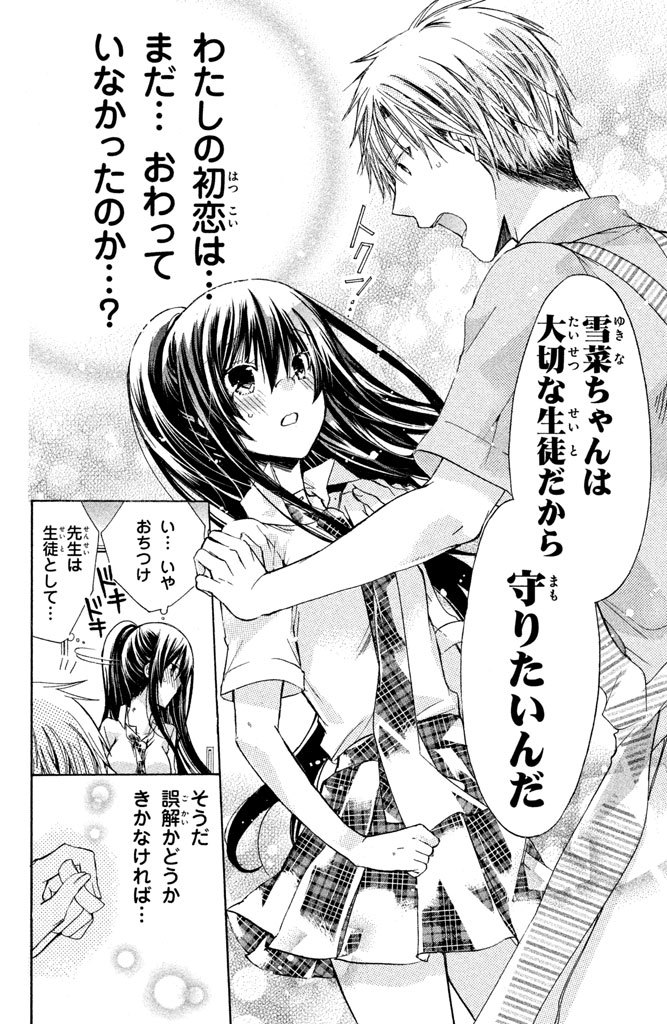 雪菜ちゃんは
大切な生徒だから
守りたいんだ
トクン…
わたしの初恋は…
まだ… おわって
いなかったのか…?
い… いや
おちつけ
ドキ
ドキ
先生は
生徒として…
そうだ
誤解かどうか
きかなければ…